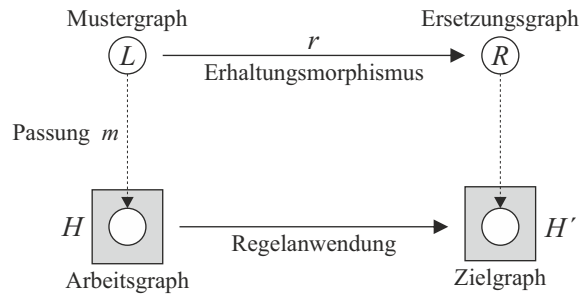 Mustergraph
Ersetzungsgraph
L
r
R
Erhaltungsmorphismus
Passung m
H
H′
Regelanwendung
Arbeitsgraph
Zielgraph